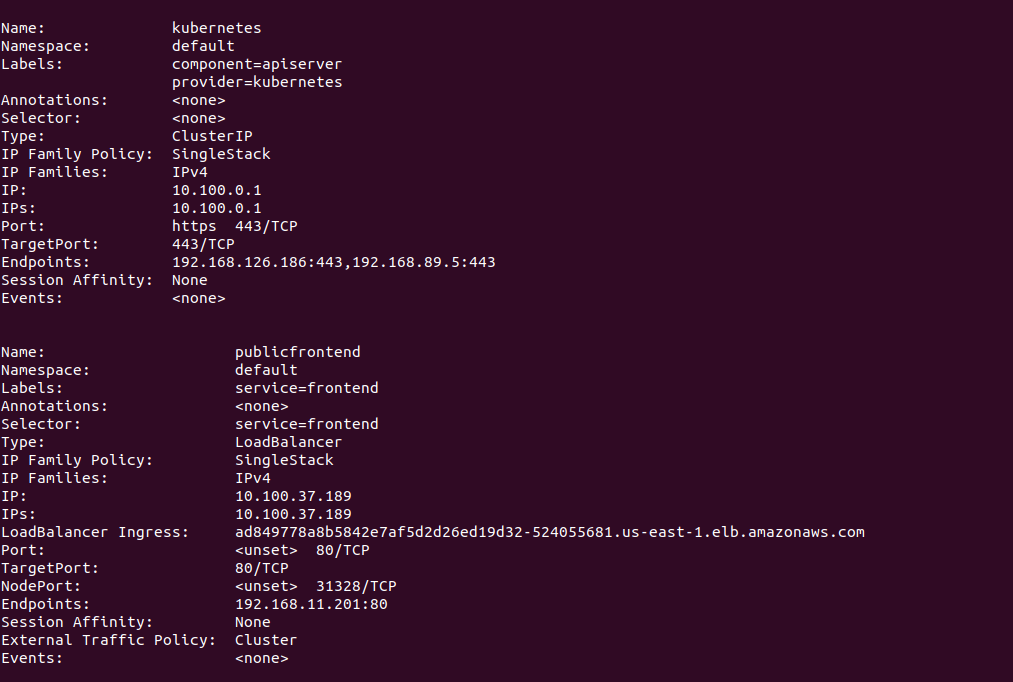 Name:              kubernetes
Namespace:         default
Labels:            component=apiserver
                   provider=kubernetes
Annotations:       <none>
Selector:          <none>
Type:              ClusterIP
IP Family Policy:  SingleStack
IP Families:       IPv4
IP:                10.100.0.1
IPs:               10.100.0.1
Port:              https  443/TCP
TargetPort:        443/TCP
Endpoints:         192.168.126.186:443,192.168.89.5:443
Session Affinity:  None
Events:            <none>

Name:                     publicfrontend
Namespace:                default
Labels:                   service=frontend
Annotations:              <none>
Selector:                 service=frontend
Type:                     LoadBalancer
IP Family Policy:         SingleStack
IP Families:              IPv4
IP:                       10.100.37.189
IPs:                      10.100.37.189
LoadBalancer Ingress:     ad849778a8b5842e7af5d2d26ed19d32-524055681.us-east-1.elb.amazonaws.com
Port:                     <unset>  80/TCP
TargetPort:               80/TCP
NodePort:                 <unset>  31328/TCP
Endpoints:                192.168.11.201:80
Session Affinity:         None
External Traffic Policy:  Cluster
Events:                   <none>